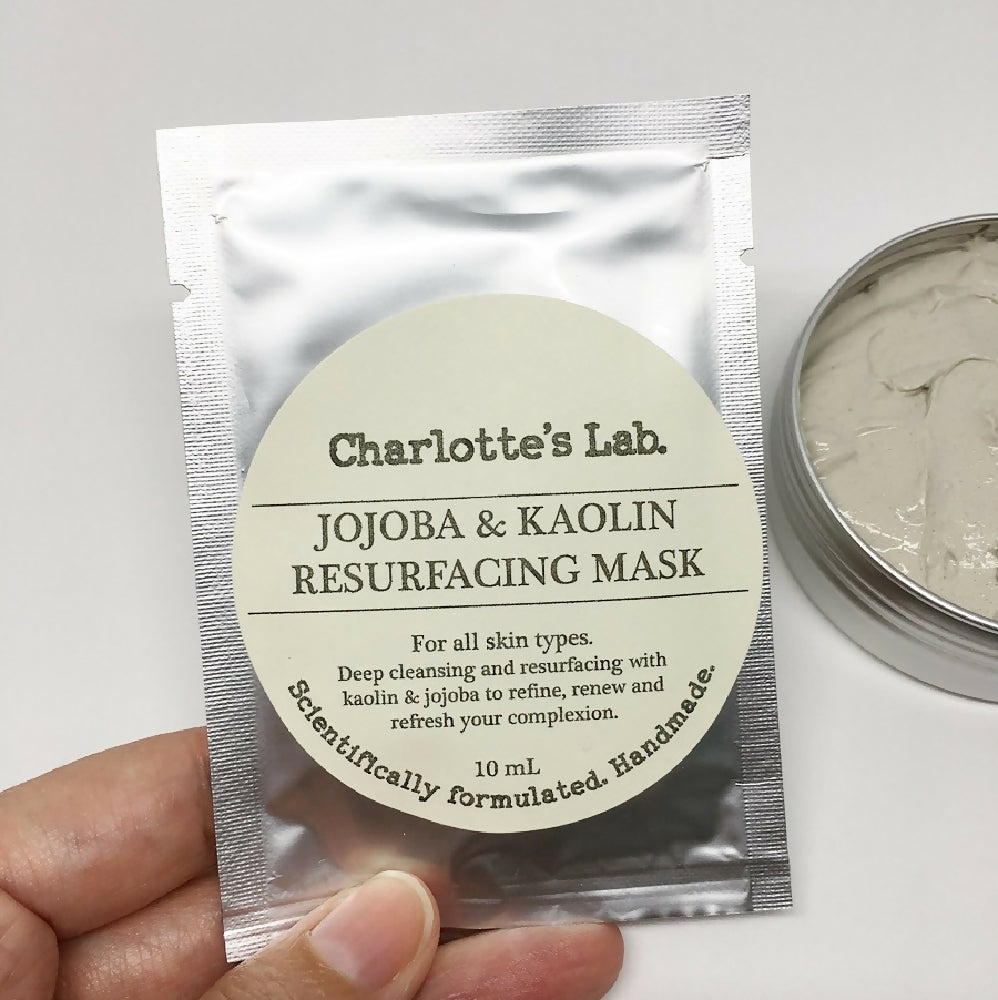 Charlotte's Lab.
JOJOBA & KAOLIN
RESURFACING MASK
For all skin types.
Deep cleansing and resurfacing with
kaolin & jojoba to refine, renew and
refresh your complexion.
10 mL
Scientifically formulated. Handmade.